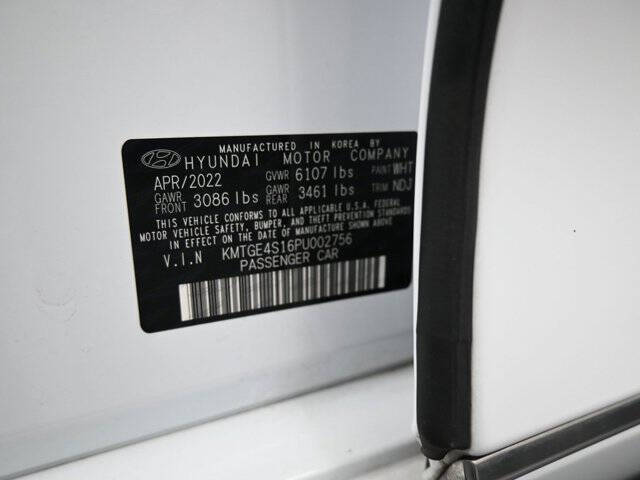 MANUFACTURED IN KOREA BY
HYUNDAI MOTOR COMPANY
APR/2022 GVWR 6107 lbs PAINT WHT
GAWR FRONT 3086 lbs GAWR REAR 3461 lbs TRIM NDJ
THIS VEHICLE CONFORMS TO ALL APPLICABLE U.S.A. FEDERAL
MOTOR VEHICLE SAFETY, BUMPER, AND THEFT PREVENTION STANDARDS
IN EFFECT ON THE DATE OF MANUFACTURE SHOWN ABOVE.
V.I.N KMTGE4S16PU002756
PASSENGER CAR